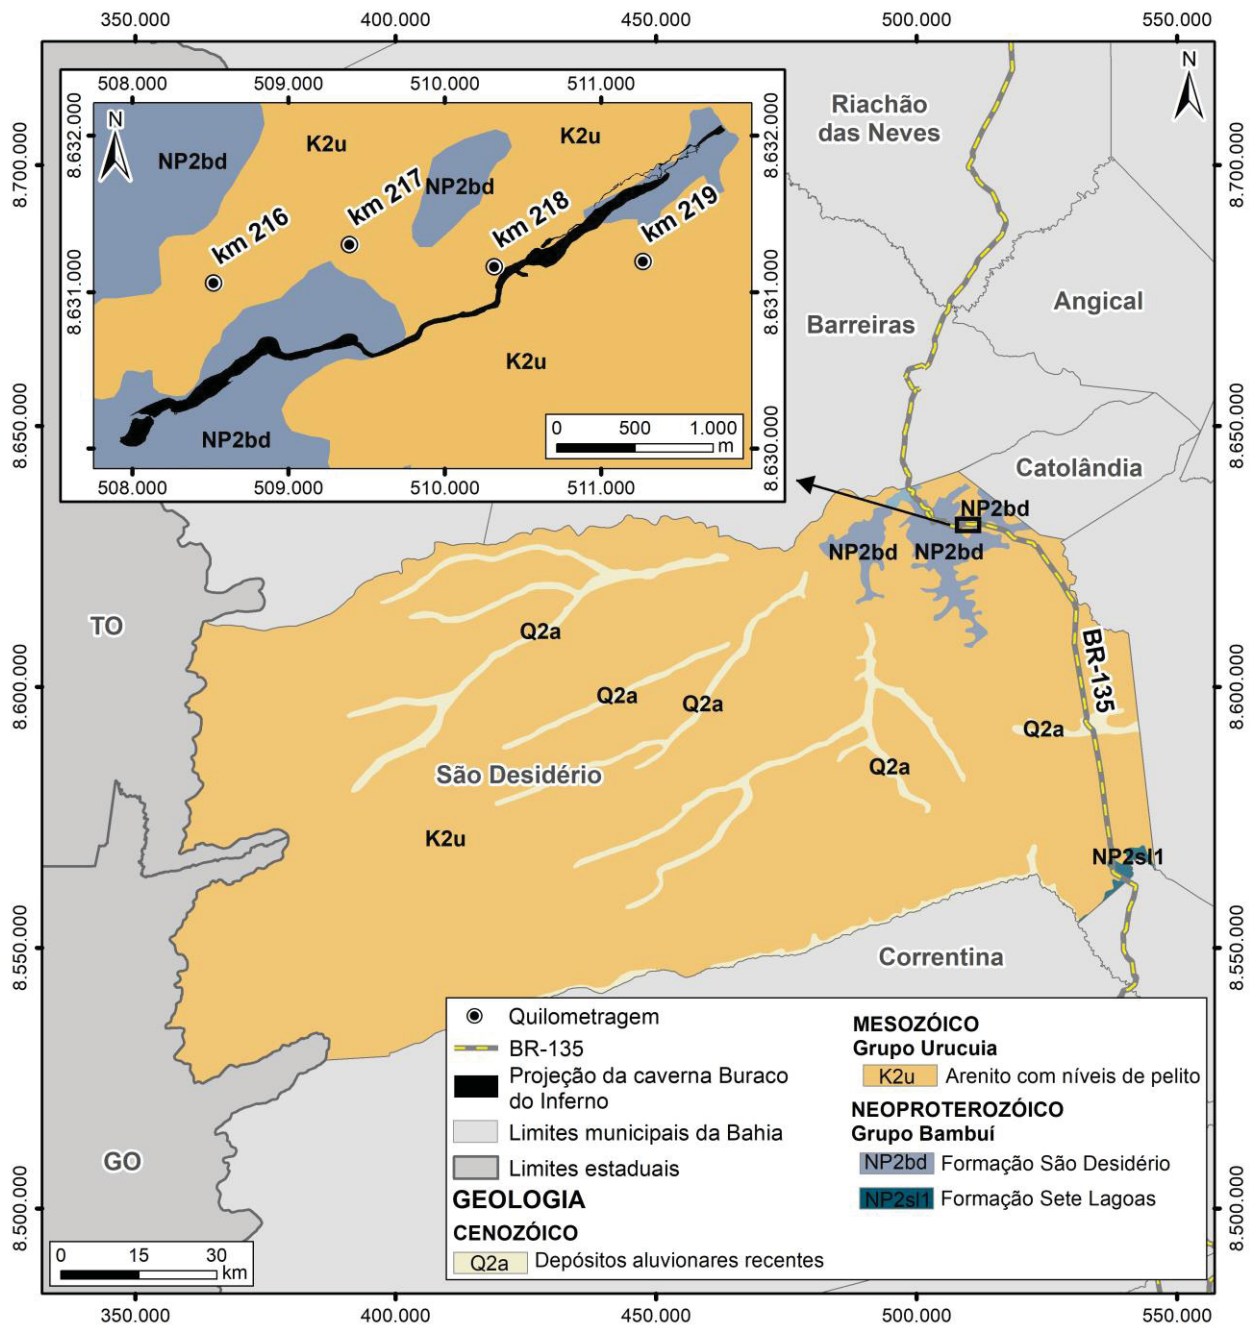 350.000
400.000
450.000
500.000
550.000
508.000
509.000
510.000
511.000
N
N
8.632.000
8.631.000
8.630.000
8.632.000
8.631.000
8.630.000
NP2bd
K2u
K2u
NP2bd
km 216
km 217
km 218
km 219
K2u
NP2bd
0
500
1.000
m
508.000
509.000
510.000
511.000
8.700.000
8.650.000
8.600.000
8.550.000
8.500.000
8.700.000
8.650.000
8.600.000
8.550.000
8.500.000
Riachão
das Neves
Angical
Barreiras
Catolândia
NP2bd
NP2bd
NP2bd
TO
Q2a
Q2a
Q2a
Q2a
Q2a
BR-135
São Desidério
K2u
NP2sl1
Correntina
GO
Quilometragem
BR-135
Projeção da caverna Buraco
do Inferno
Limites municipais da Bahia
Limites estaduais
GEOLOGIA
CENOZÓICO
Q2a Depósitos aluvionares recentes
MESOZÓICO
Grupo Urucuia
K2u Arenito com níveis de pelito
NEOPROTEROZÓICO
Grupo Bambuí
NP2bd Formação São Desidério
NP2sl1 Formação Sete Lagoas
0
15
30
km
350.000
400.000
450.000
500.000
550.000